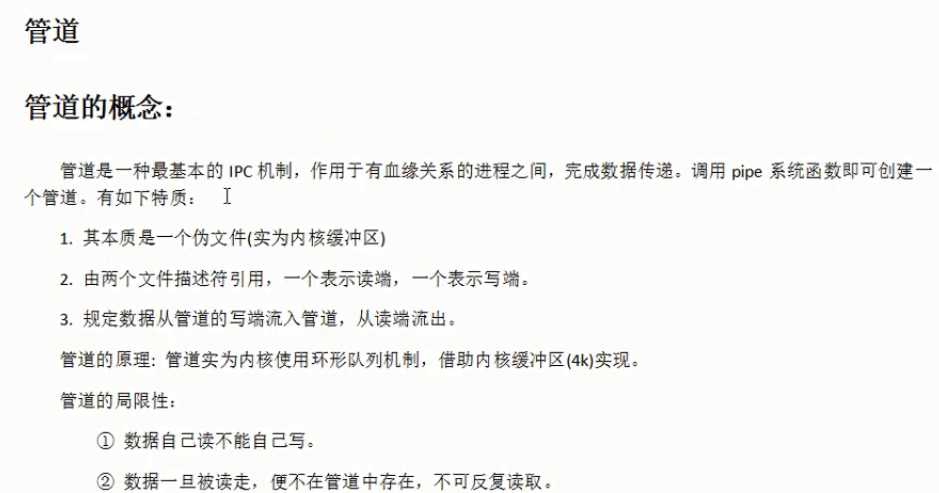 管道
管道的概念：
管道是一种最基本的 IPC 机制，作用于有血缘关系的进程之间，完成数据传递。调用 pipe 系统函数即可创建一
个管道。有如下特质：
1. 其本质是一个伪文件(实为内核缓冲区)
2. 由两个文件描述符引用，一个表示读端，一个表示写端。
3. 规定数据从管道的写端流入管道，从读端流出。
管道的原理: 管道实为内核使用环形队列机制，借助内核缓冲区(4k)实现。
管道的局限性：
① 数据自己读不能自己写。
② 数据一旦被读走，便不在管道中存在，不可反复读取。